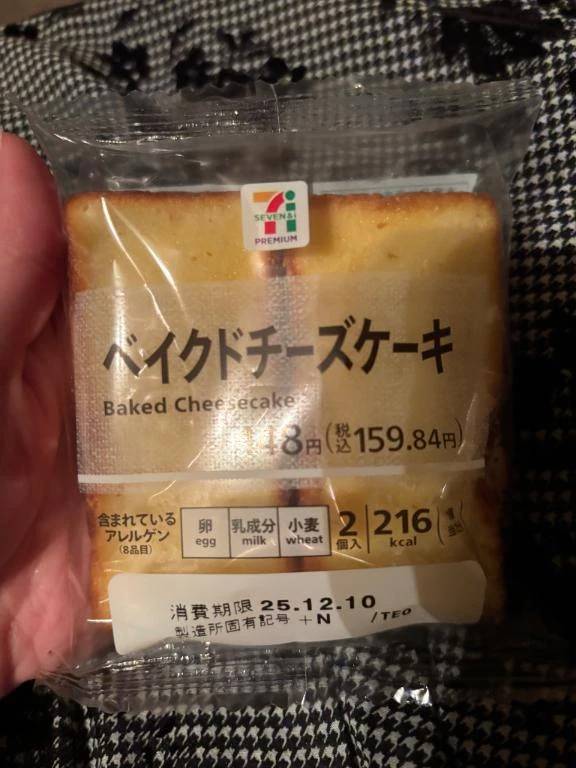 SEVEN&i
PREMIUM
ベイクドチーズケーキ
Baked Cheesecake
148円(税込159.84円)
含まれている
アレルゲン
(8品目)
卵
egg
乳成分
milk
小麦
wheat
2
個入
216
kcal
消費期限 25.12.10
製造所固有記号 +N /TEO